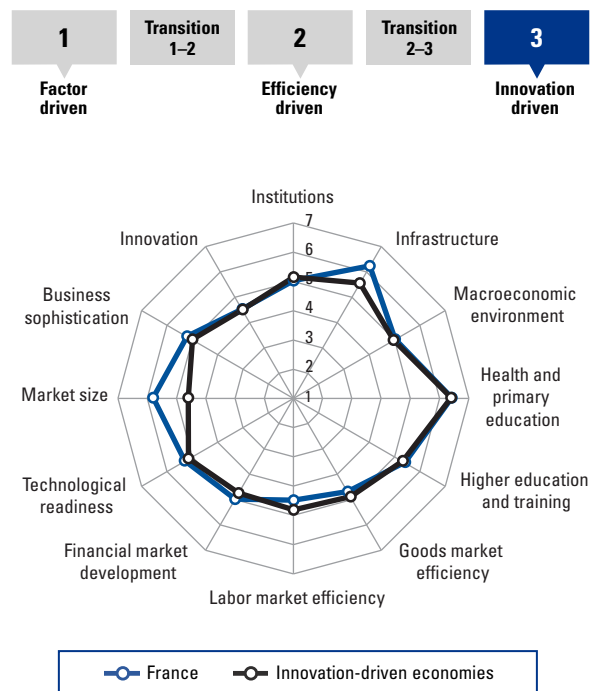 1
Transition
1–2
2
Transition
2–3
3
Factor
driven
Efficiency
driven
Innovation
driven
Institutions
7
Innovation
6
Infrastructure
5
Business
sophistication
4
Macroeconomic
environment
3
2
Market size
1
Health and
primary
education
Technological
readiness
Higher education
and training
Financial market
development
Goods market
efficiency
Labor market efficiency
France
Innovation-driven economies